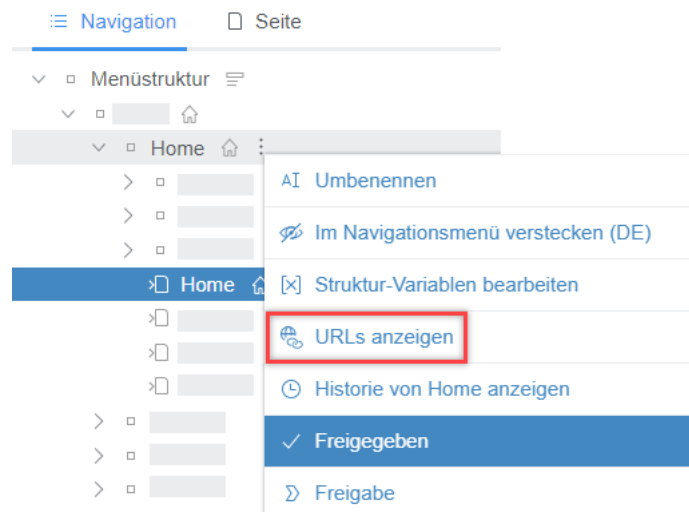 Navigation
Seite
Menüstruktur
Home
Umbenennen
Im Navigationsmenü verstecken (DE)
Home
Struktur-Variablen bearbeiten
URLs anzeigen
Historie von Home anzeigen
Freigegeben
Freigabe